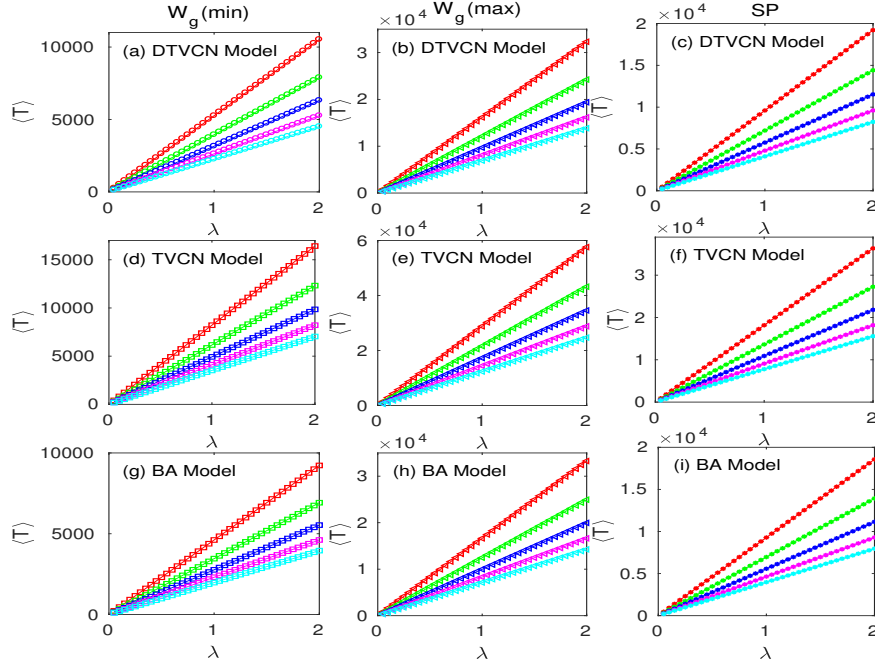 W_g(min) W_g(max) SP
×10^4 ×10^4
10000 5000 0
⟨T⟩
(a) DTVCN Model
0 1 2
λ
3 2 1 0
⟨T⟩
(b) DTVCN Model
0 1 2
λ
2 1.5 1 0.5 0
⟨T⟩
(c) DTVCN Model
0 1 2
λ
×10^4 ×10^4
15000 10000 5000 0
⟨T⟩
(d) TVCN Model
0 1 2
λ
6 4 2 0
⟨T⟩
(e) TVCN Model
0 1 2
λ
3 2 1 0
⟨T⟩
(f) TVCN Model
0 1 2
λ
×10^4 ×10^4
10000 5000 0
⟨T⟩
(g) BA Model
0 1 2
λ
3 2 1 0
⟨T⟩
(h) BA Model
0 1 2
λ
2 1.5 1 0.5 0
⟨T⟩
(i) BA Model
0 1 2
λ